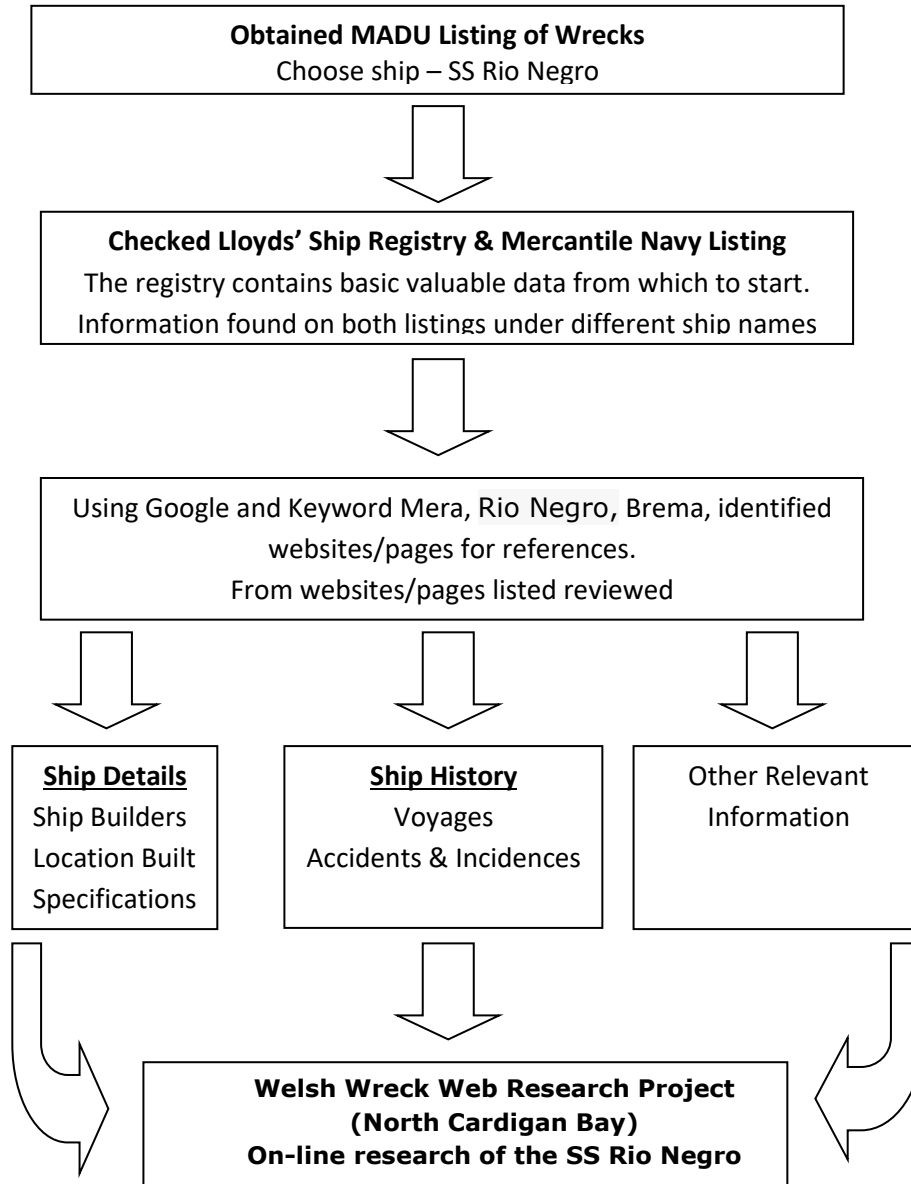 Obtained MADU Listing of Wrecks
Choose ship – SS Rio Negro
Checked Lloyds’ Ship Registry & Mercantile Navy Listing
The registry contains basic valuable data from which to start.
Information found on both listings under different ship names
Using Google and Keyword Mera, Rio Negro, Brema, identified
websites/pages for references.
From websites/pages listed reviewed
Ship Details
Ship Builders
Location Built
Specifications
Ship History
Voyages
Accidents & Incidences
Other Relevant
Information
Welsh Wreck Web Research Project
(North Cardigan Bay)
On-line research of the SS Rio Negro